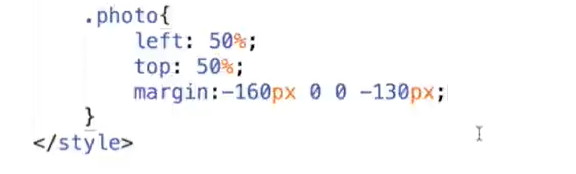 .photo{
left: 50%;
top: 50%;
margin:-160px 0 0 -130px;
}
</style>